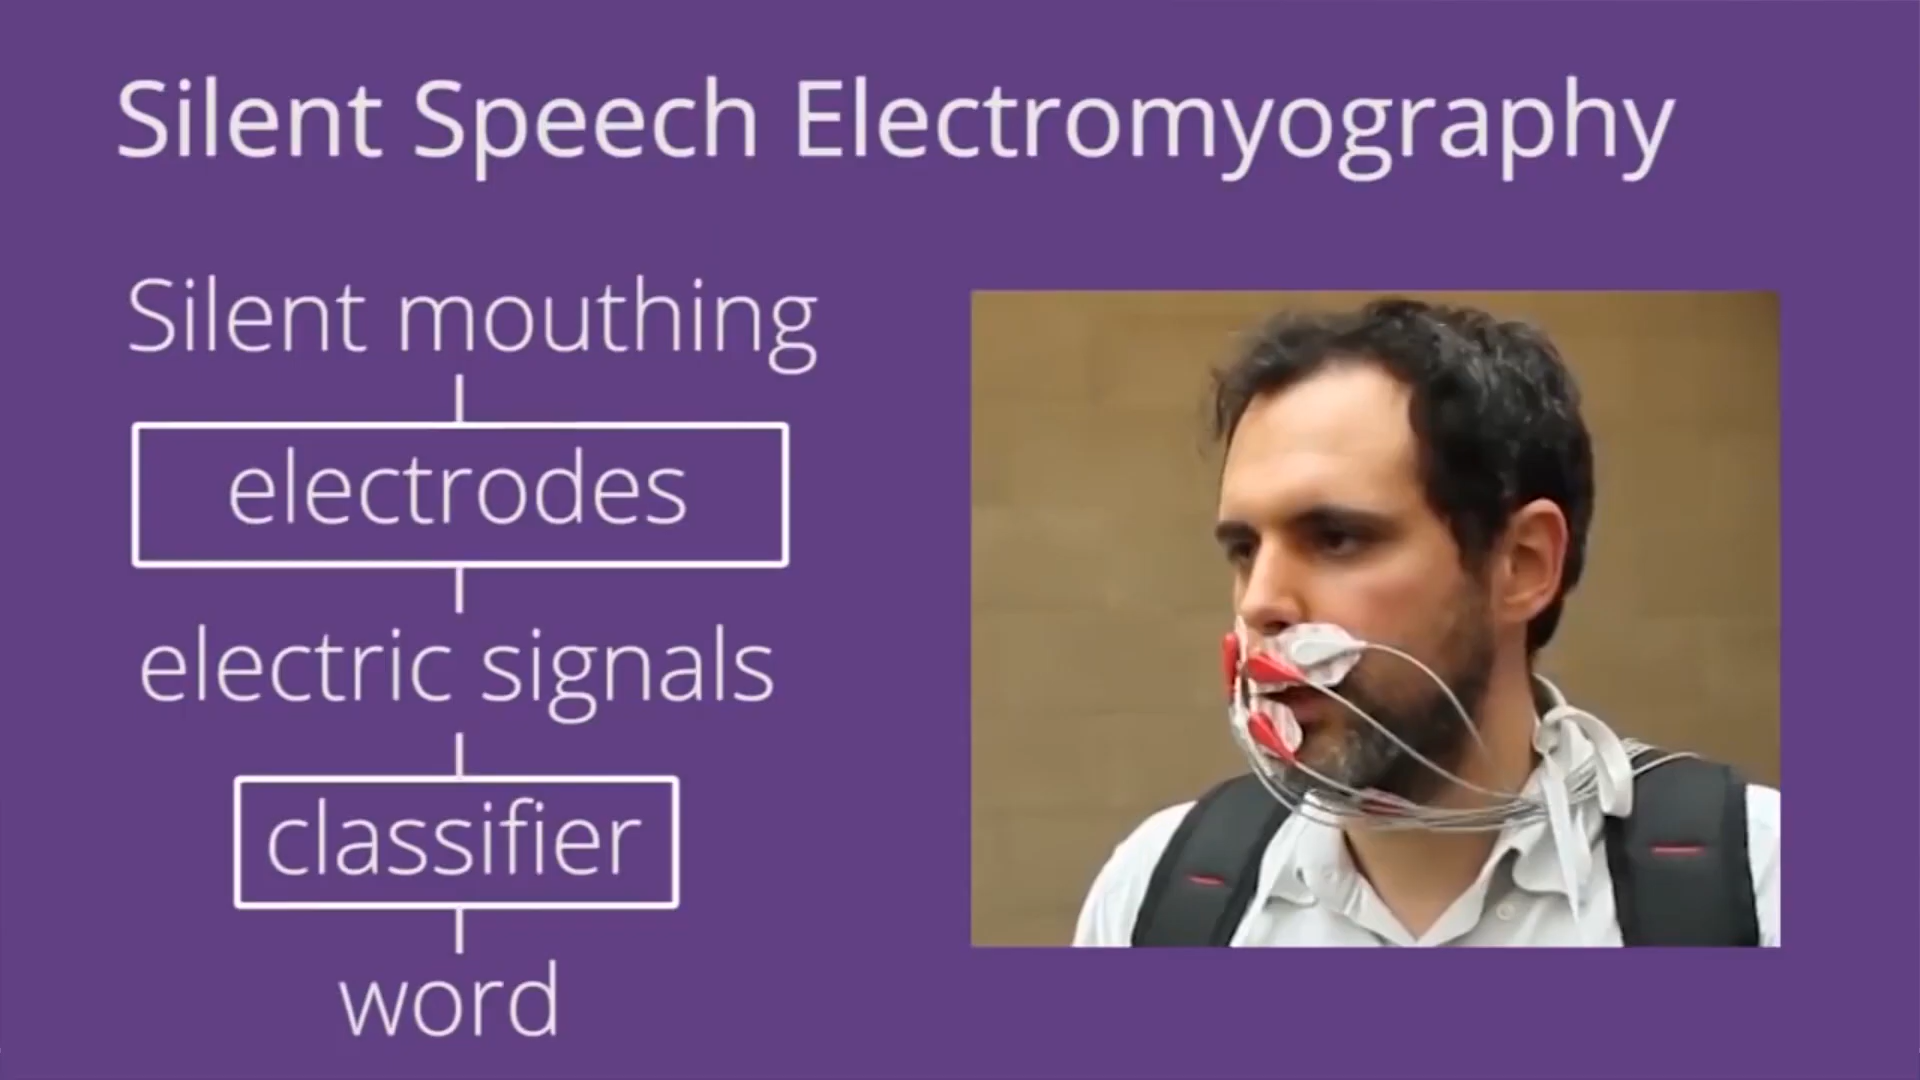 Silent Speech Electromyography
Silent mouthing
electrodes
electric signals
classifier
word